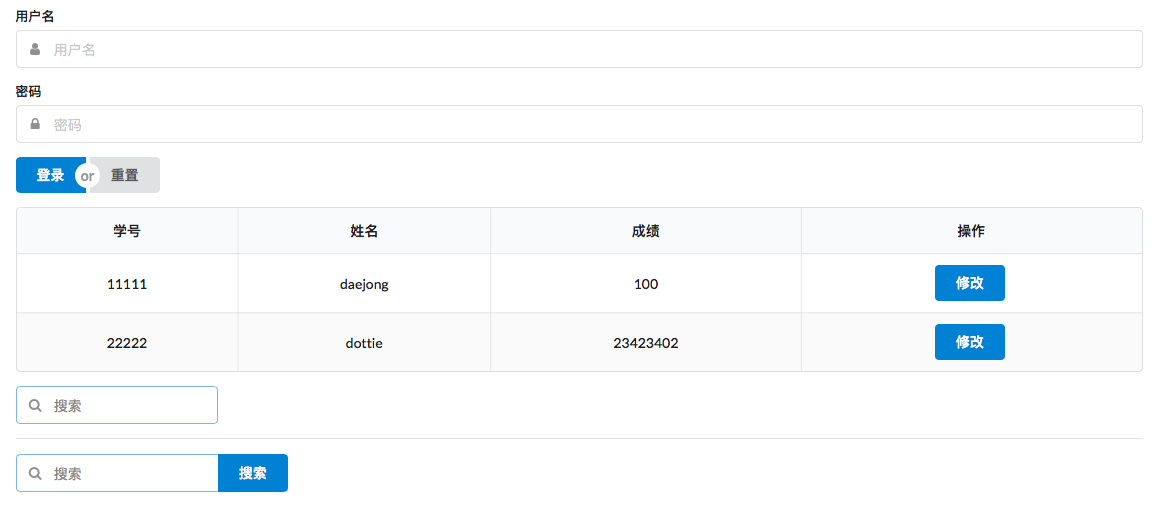 用户名
用户名
密码
密码
登录 or 重置
学号 姓名 成绩 操作
11111 daejong 100 修改
22222 dottie 23423402 修改
搜索
搜索 搜索